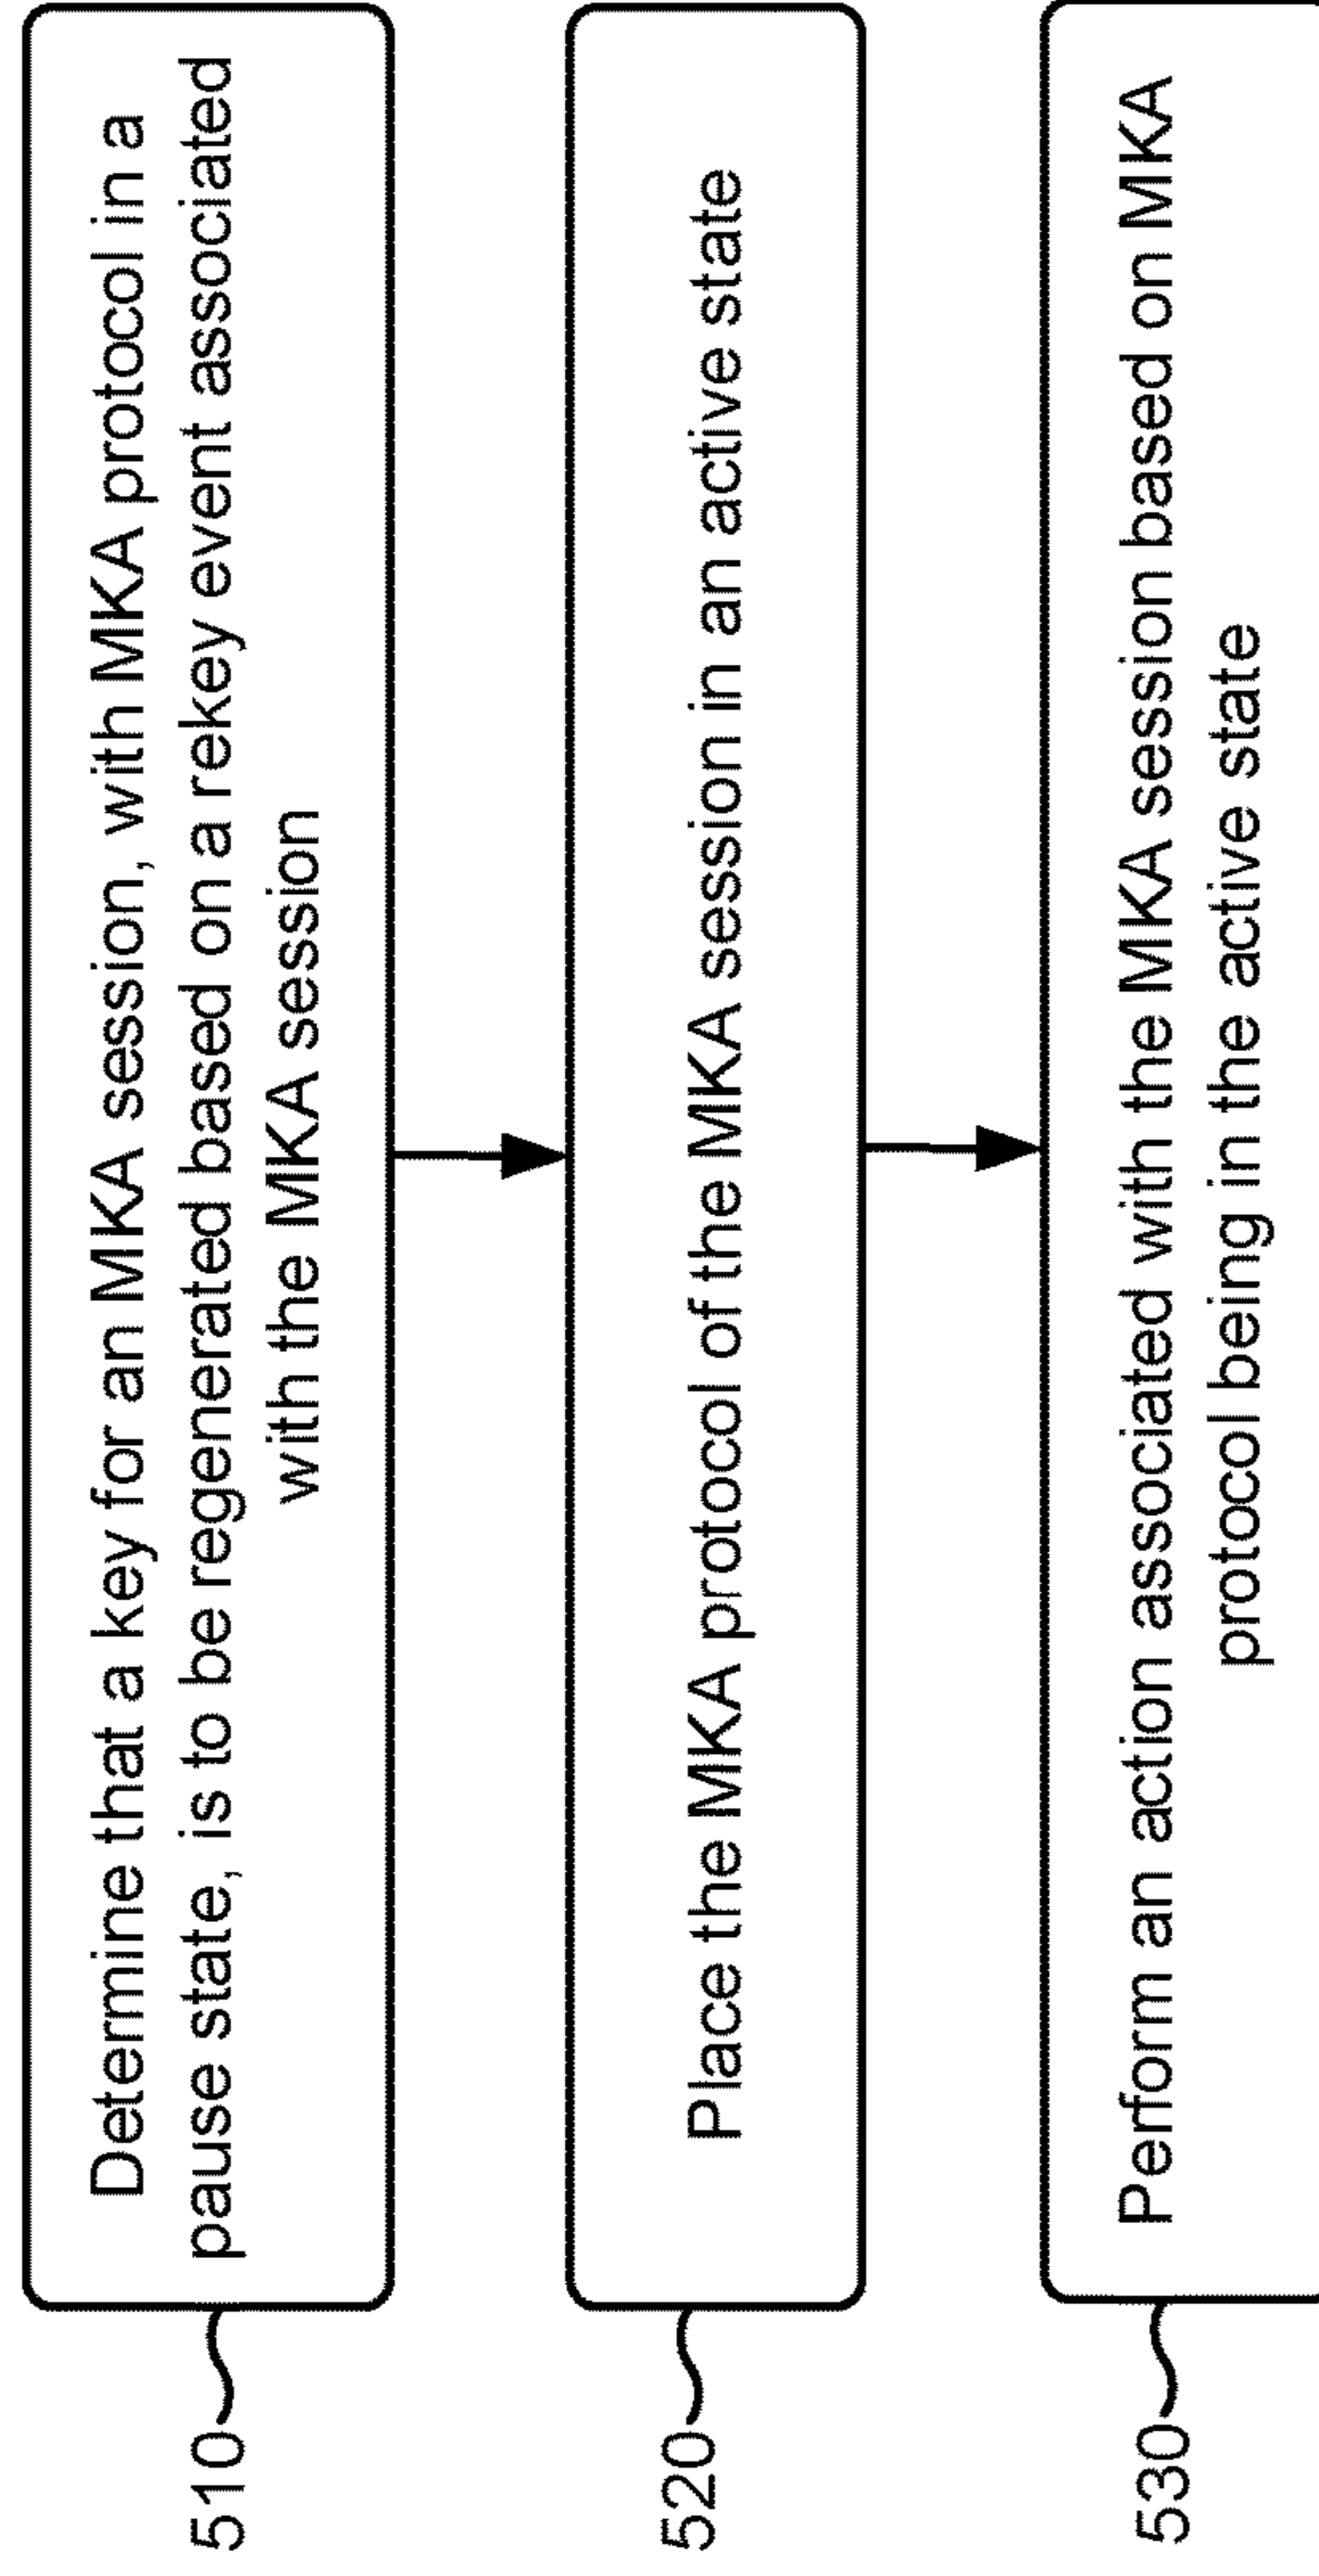 510
Determine that a key for an MKA session, with MKA protocol in a
pause state, is to be regenerated based on a rekey event associated
with the MKA session
520
Place the MKA protocol of the MKA session in an active state
530
Perform an action associated with the MKA session based on MKA
protocol being in the active state